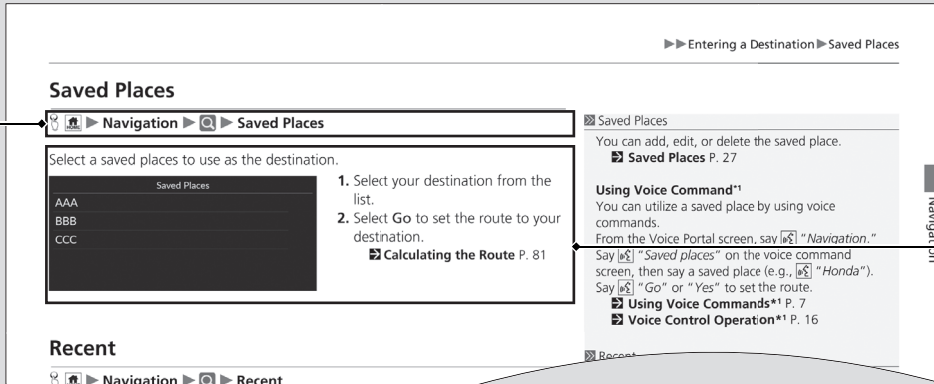 ▶▶Entering a Destination▶Saved Places
Saved Places
HOME ▶ Navigation ▶ ▶ Saved Places
Select a saved places to use as the destination.
Saved Places
AAA
BBB
CCC
1. Select your destination from the
list.
2. Select Go to set the route to your
destination.
Calculating the Route P. 81
Saved Places
You can add, edit, or delete the saved place.
Saved Places P. 27
Using Voice Command*1
You can utilize a saved place by using voice
commands.
From the Voice Portal screen, say "Navigation."
Say "Saved places" on the voice command
screen, then say a saved place (e.g., "Honda").
Say "Go" or "Yes" to set the route.
Using Voice Commands*1 P. 7
Voice Control Operation*1 P. 16
Navigation
Recent
HOME ▶ Navigation ▶ ▶ Recent
Recent